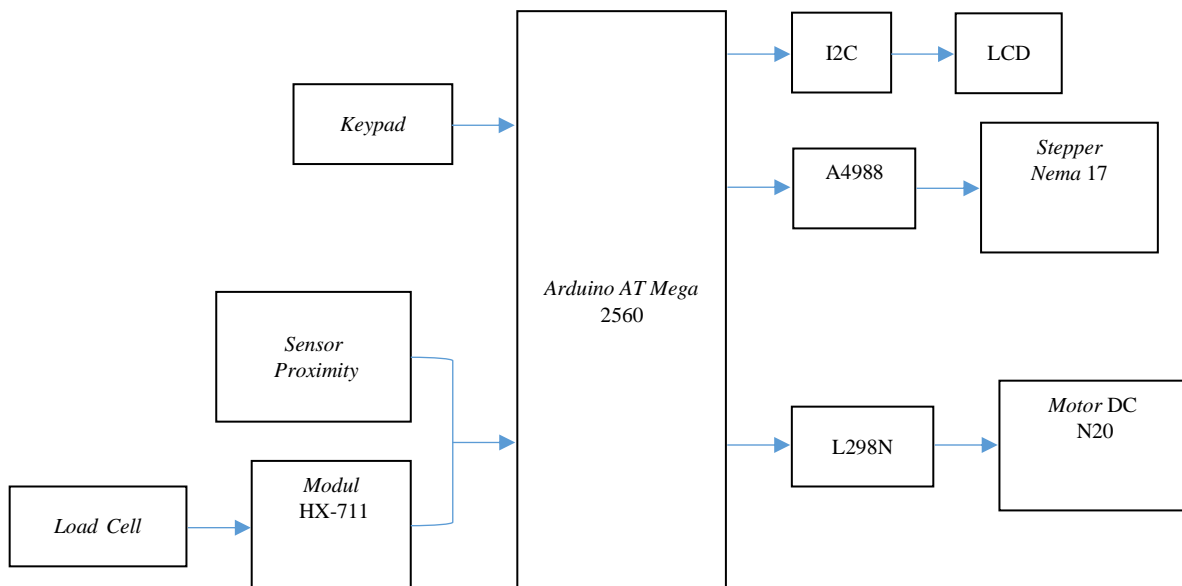 I2C
LCD
Keypad
A4988
Stepper
Nema 17
Arduino AT Mega
2560
Sensor
Proximity
Motor DC
N20
L298N
Modul
HX-711
Load Cell